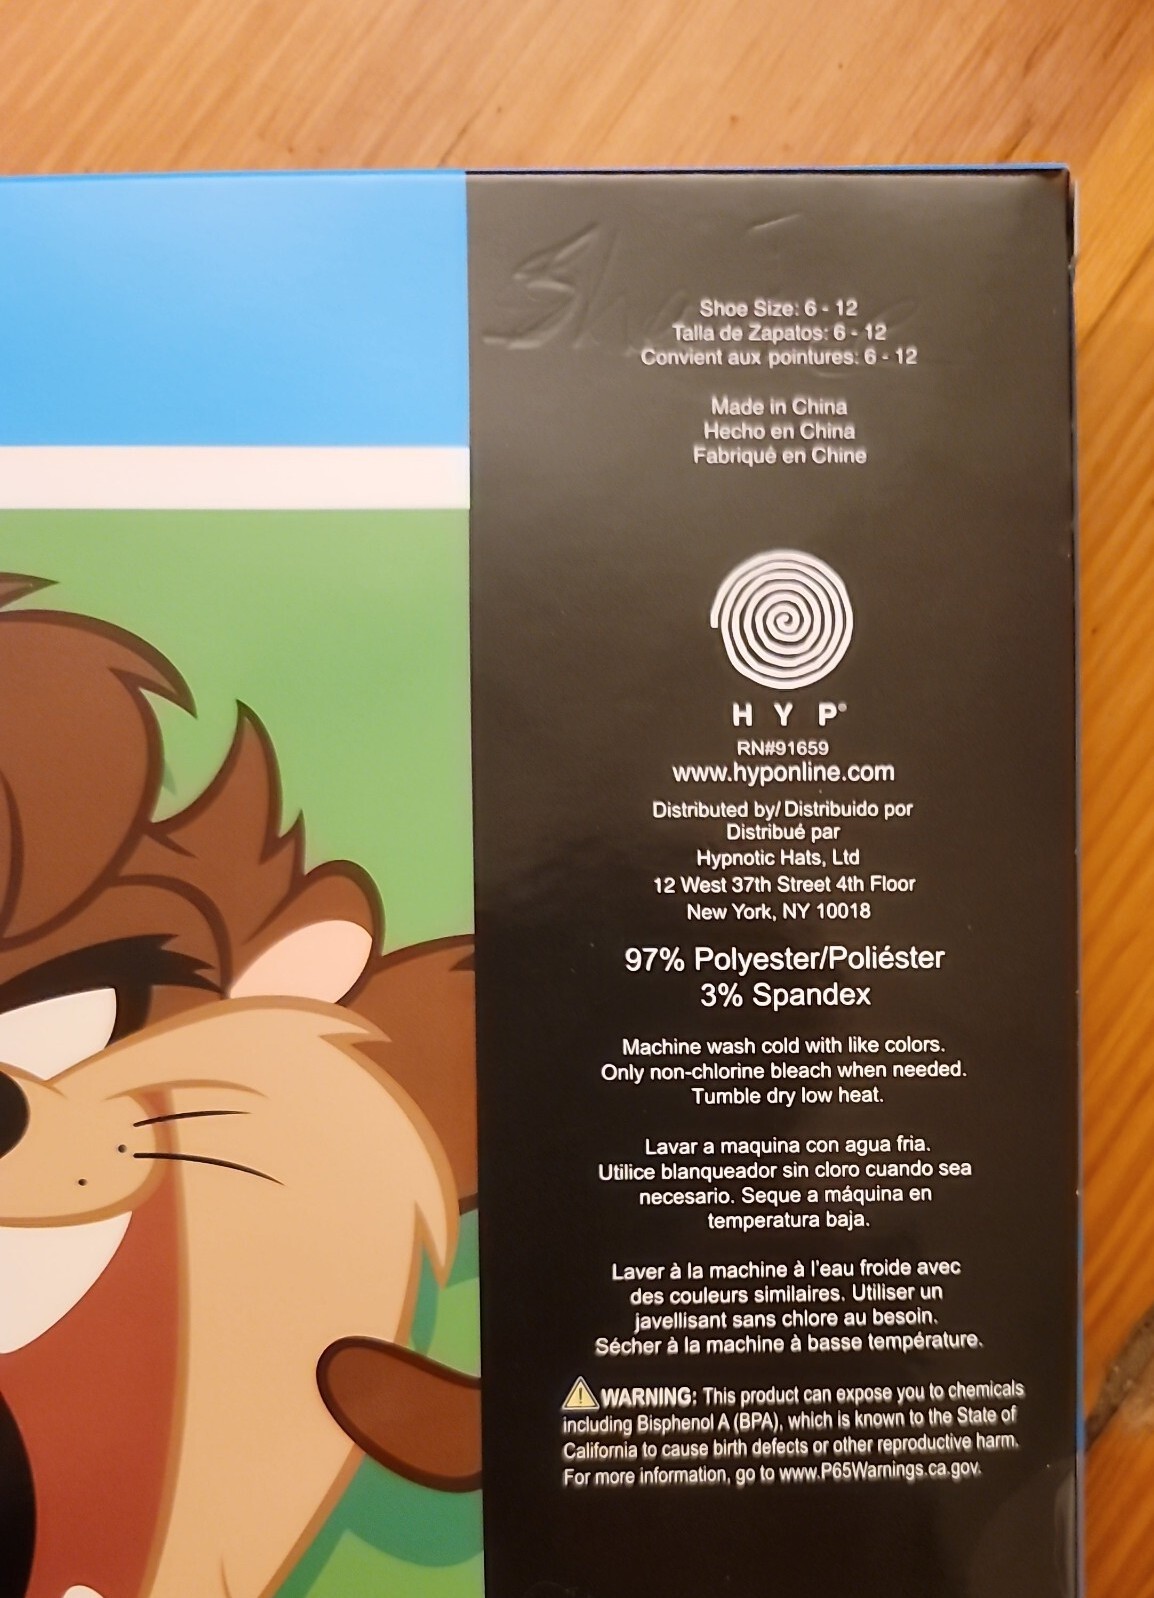 Shoe Size: 6 - 12
Talla de Zapatos: 6 - 12
Convient aux pointures: 6 - 12
Made in China
Hecho en China
Fabriqué en Chine
HYP®
RN#91659
www.hyponline.com
Distributed by/ Distribuido por
Distribué par
Hypnotic Hats, Ltd
12 West 37th Street 4th Floor
New York, NY 10018
97% Polyester/Poliéster
3% Spandex
Machine wash cold with like colors.
Only non-chlorine bleach when needed.
Tumble dry low heat.
Lavar a maquina con agua fria.
Utilice blanqueador sin cloro cuando sea
necesario. Seque a máquina en
temperatura baja.
Laver à la machine à l'eau froide avec
des couleurs similaires. Utiliser un
javellisant sans chlore au besoin.
Sécher à la machine à basse température.
WARNING: This product can expose you to chemicals
including Bisphenol A (BPA), which is known to the State of
California to cause birth defects or other reproductive harm.
For more information, go to www.P65Warnings.ca.gov.